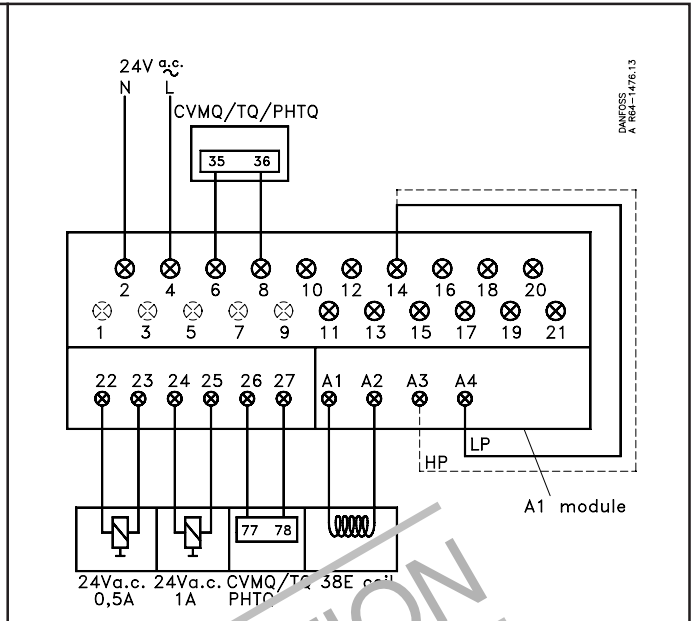 24V a.c.
N L
CVMQ/TQ/PHTQ
35 36
DANFOSS
A R64-1476.13
2 4 6 8 10 12 14 16 18 20
1 3 5 7 9 11 13 15 17 19 21
22 23 24 25 26 27 A1 A2 A3 A4
LP
HP
A1 module
77 78
24Va.c. 24Va.c. CVMQ/TQ 38E coil
0,5A 1A PHTQ